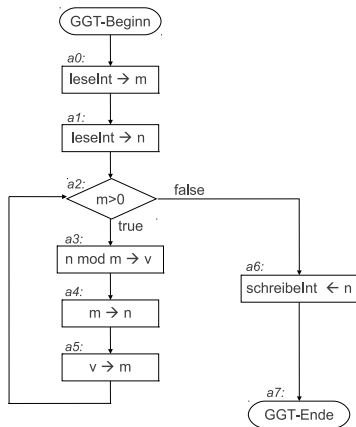 GGT-Beginn
a0:
leseInt → m
a1:
leseInt → n
a2:
m>0
false
true
a3:
n mod m → v
a4:
m → n
a5:
v → m
a6:
schreibeInt ← n
a7:
GGT-Ende